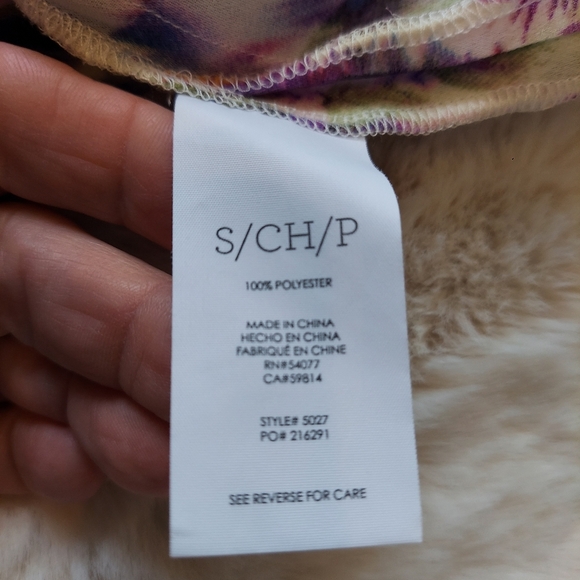 S/CH/P
100% POLYESTER
MADE IN CHINA
HECHO EN CHINA
FABRIQUÉ EN CHINE
RN#54077
CA#59814
STYLE# 5027
PO# 216291
SEE REVERSE FOR CARE